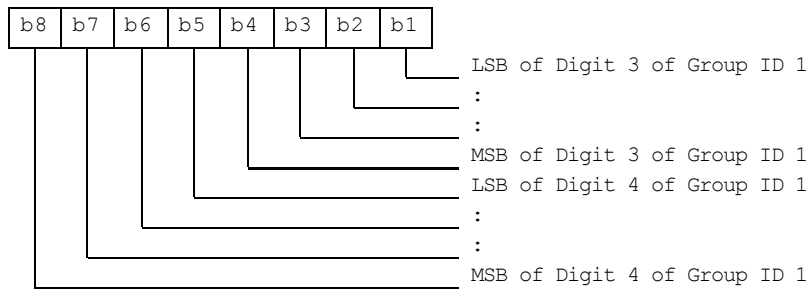 b8 b7 b6 b5 b4 b3 b2 b1
LSB of Digit 3 of Group ID 1
:
:
MSB of Digit 3 of Group ID 1
LSB of Digit 4 of Group ID 1
:
:
MSB of Digit 4 of Group ID 1